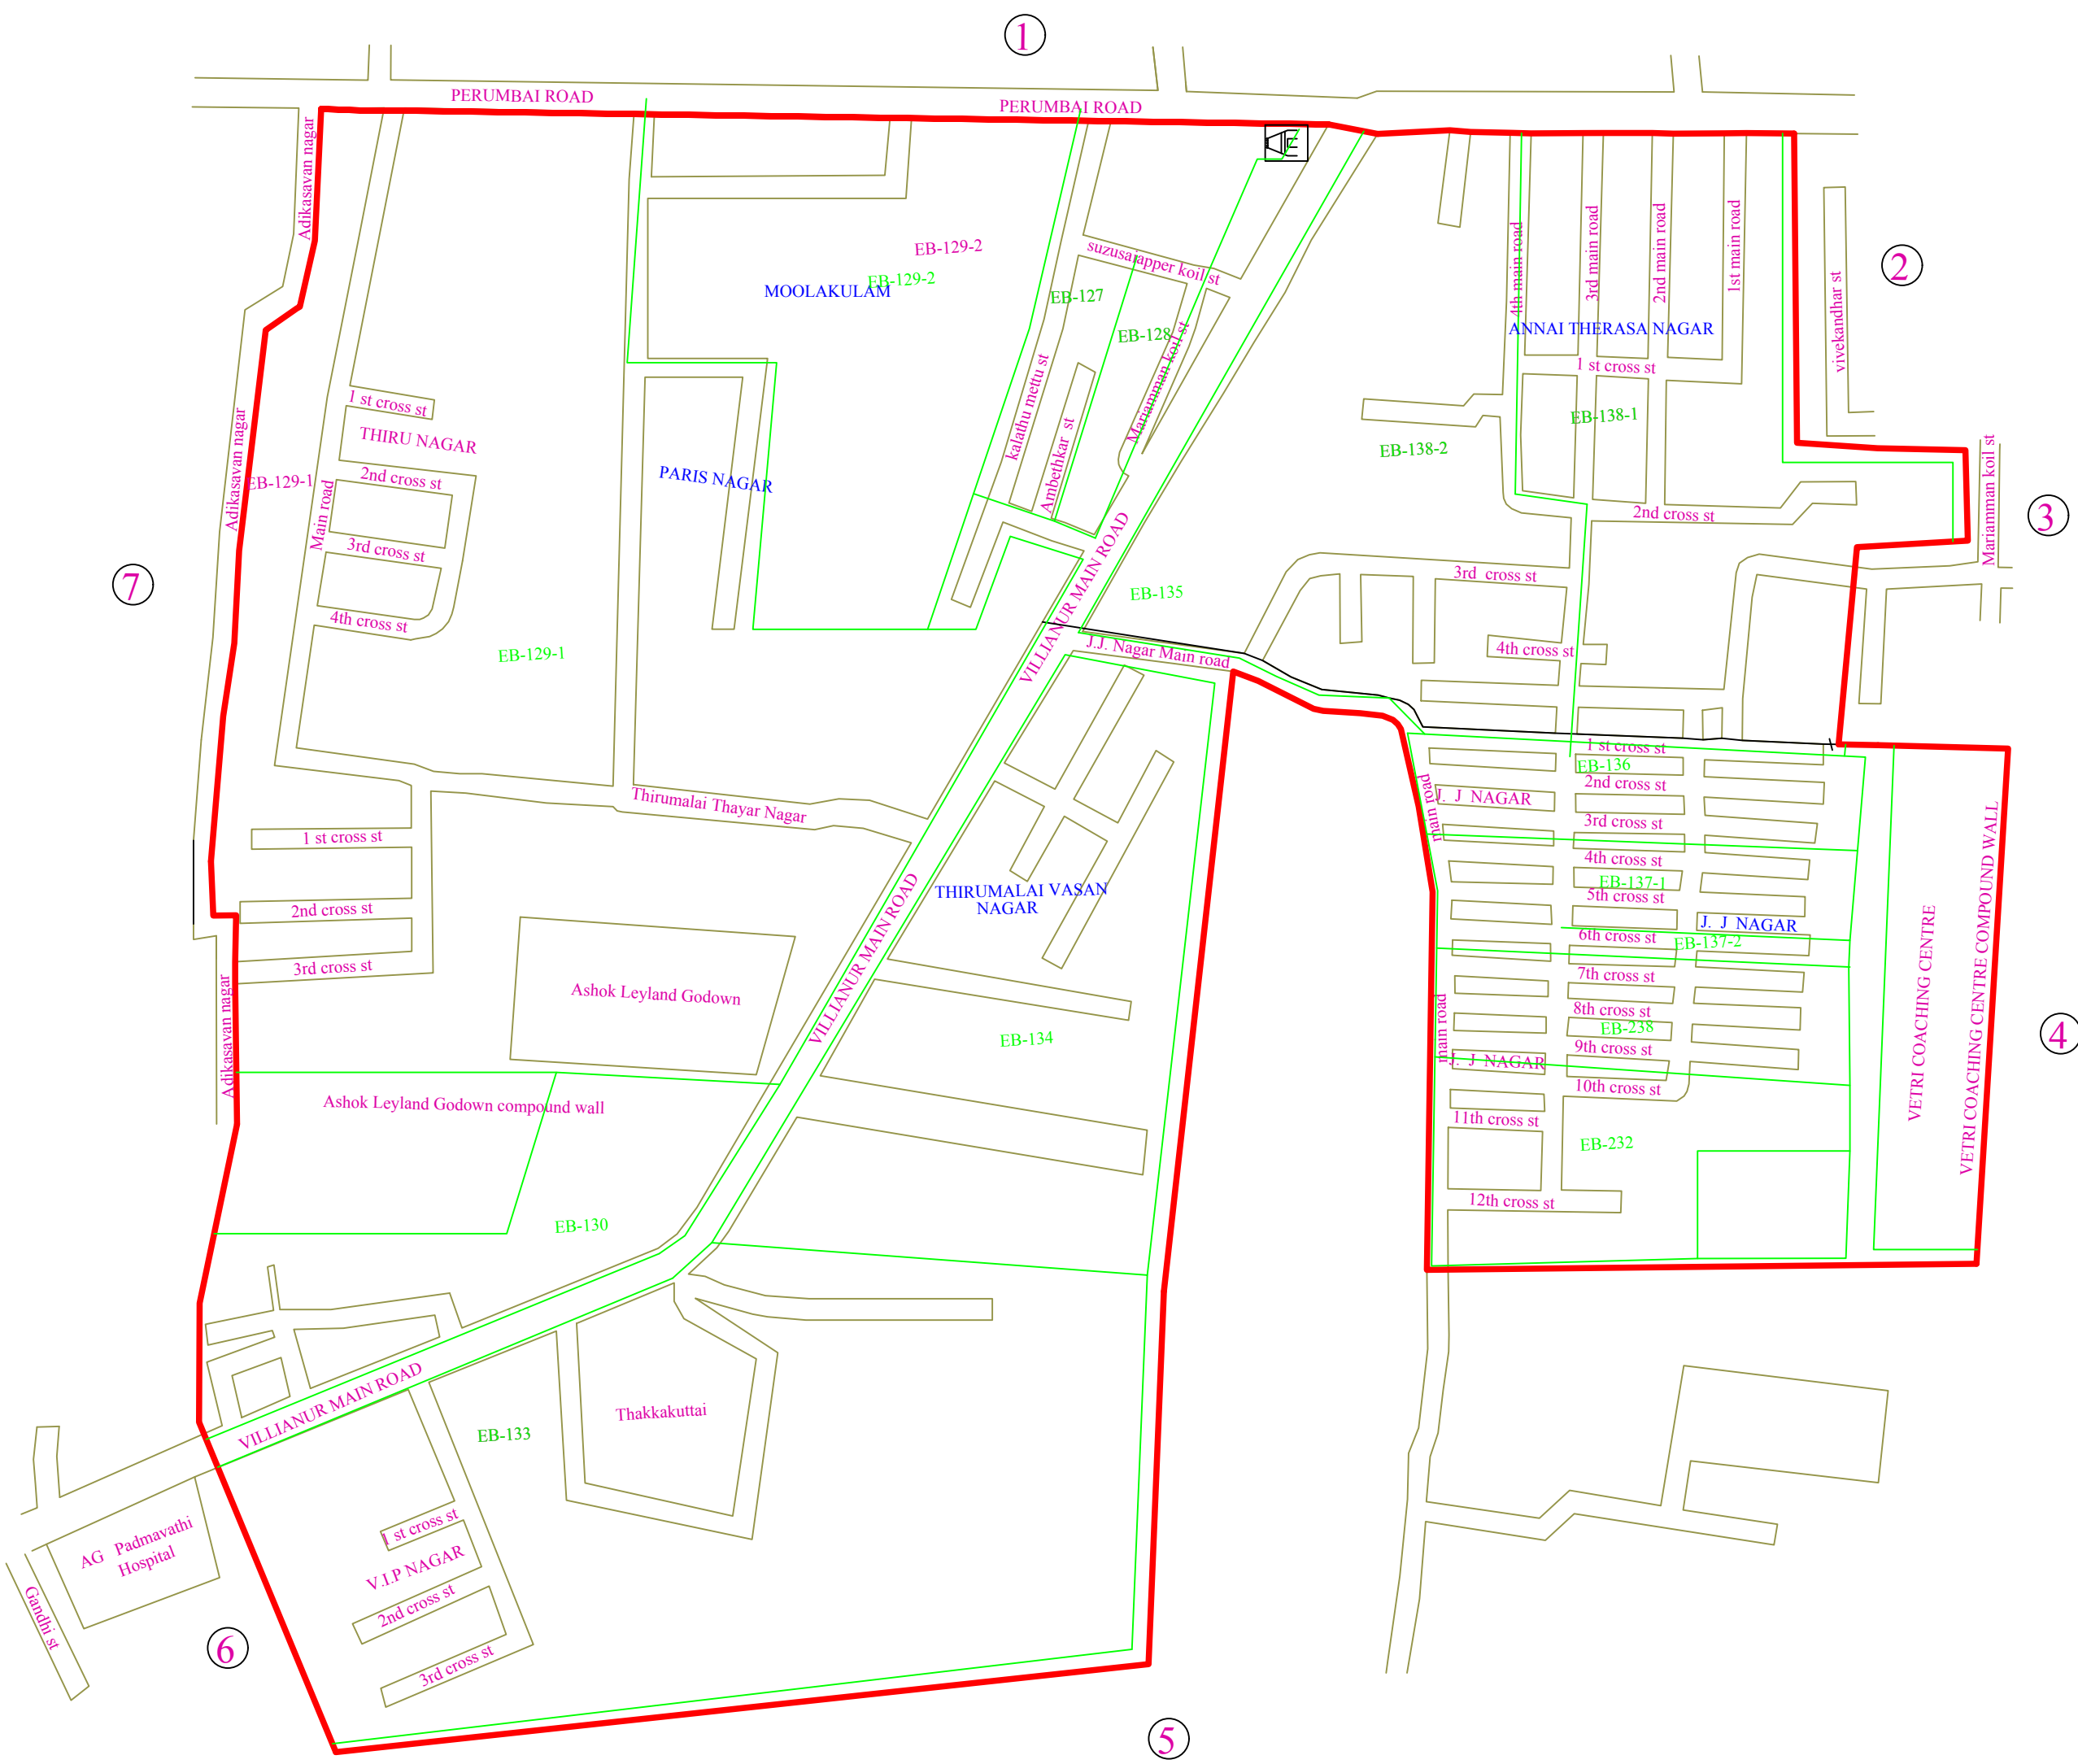 1
PERUMBAI ROAD
PERUMBAI ROAD
Adikasavan nagar
EB-129-2
EB-129-2
MOOLAKULAM
suzusarapper koil st
EB-127
EB-128
Mariamman koil st
kalathu mettu st
Ambethkar st
4th main road
3rd main road
2nd main road
1st main road
ANNAI THERASA NAGAR
vivekandhar st
2
1 st cross st
EB-138-1
EB-138-2
2nd cross st
Mariamman koil st
3
1 st cross st
THIRU NAGAR
2nd cross st
Adikasavan nagar
EB-129-1
Main road
3rd cross st
4th cross st
PARIS NAGAR
7
EB-129-1
VILLIANUR MAIN ROAD
EB-135
3rd cross st
4th cross st
J.J. Nagar Main road
Thirumalai Thayar Nagar
1 st cross st
2nd cross st
3rd cross st
Ashok Leyland Godown
VILLIANUR MAIN ROAD
THIRUMALAI VASAN
NAGAR
EB-134
1 st cross st
EB-136
2nd cross st
main road
J. J NAGAR
3rd cross st
4th cross st
EB-137-1
5th cross st
J. J NAGAR
6th cross st
EB-137-2
7th cross st
8th cross st
EB-238
main road
9th cross st
J. J NAGAR
10th cross st
11th cross st
EB-232
12th cross st
VETRI COACHING CENTRE
VETRI COACHING CENTRE COMPOUND WALL
4
Adikasavan nagar
Ashok Leyland Godown compound wall
EB-130
VILLIANUR MAIN ROAD
EB-133
Thakkakuttai
AG Padmavathi
Hospital
Gandhi st
1 st cross st
V.I.P NAGAR
2nd cross st
3rd cross st
6
5